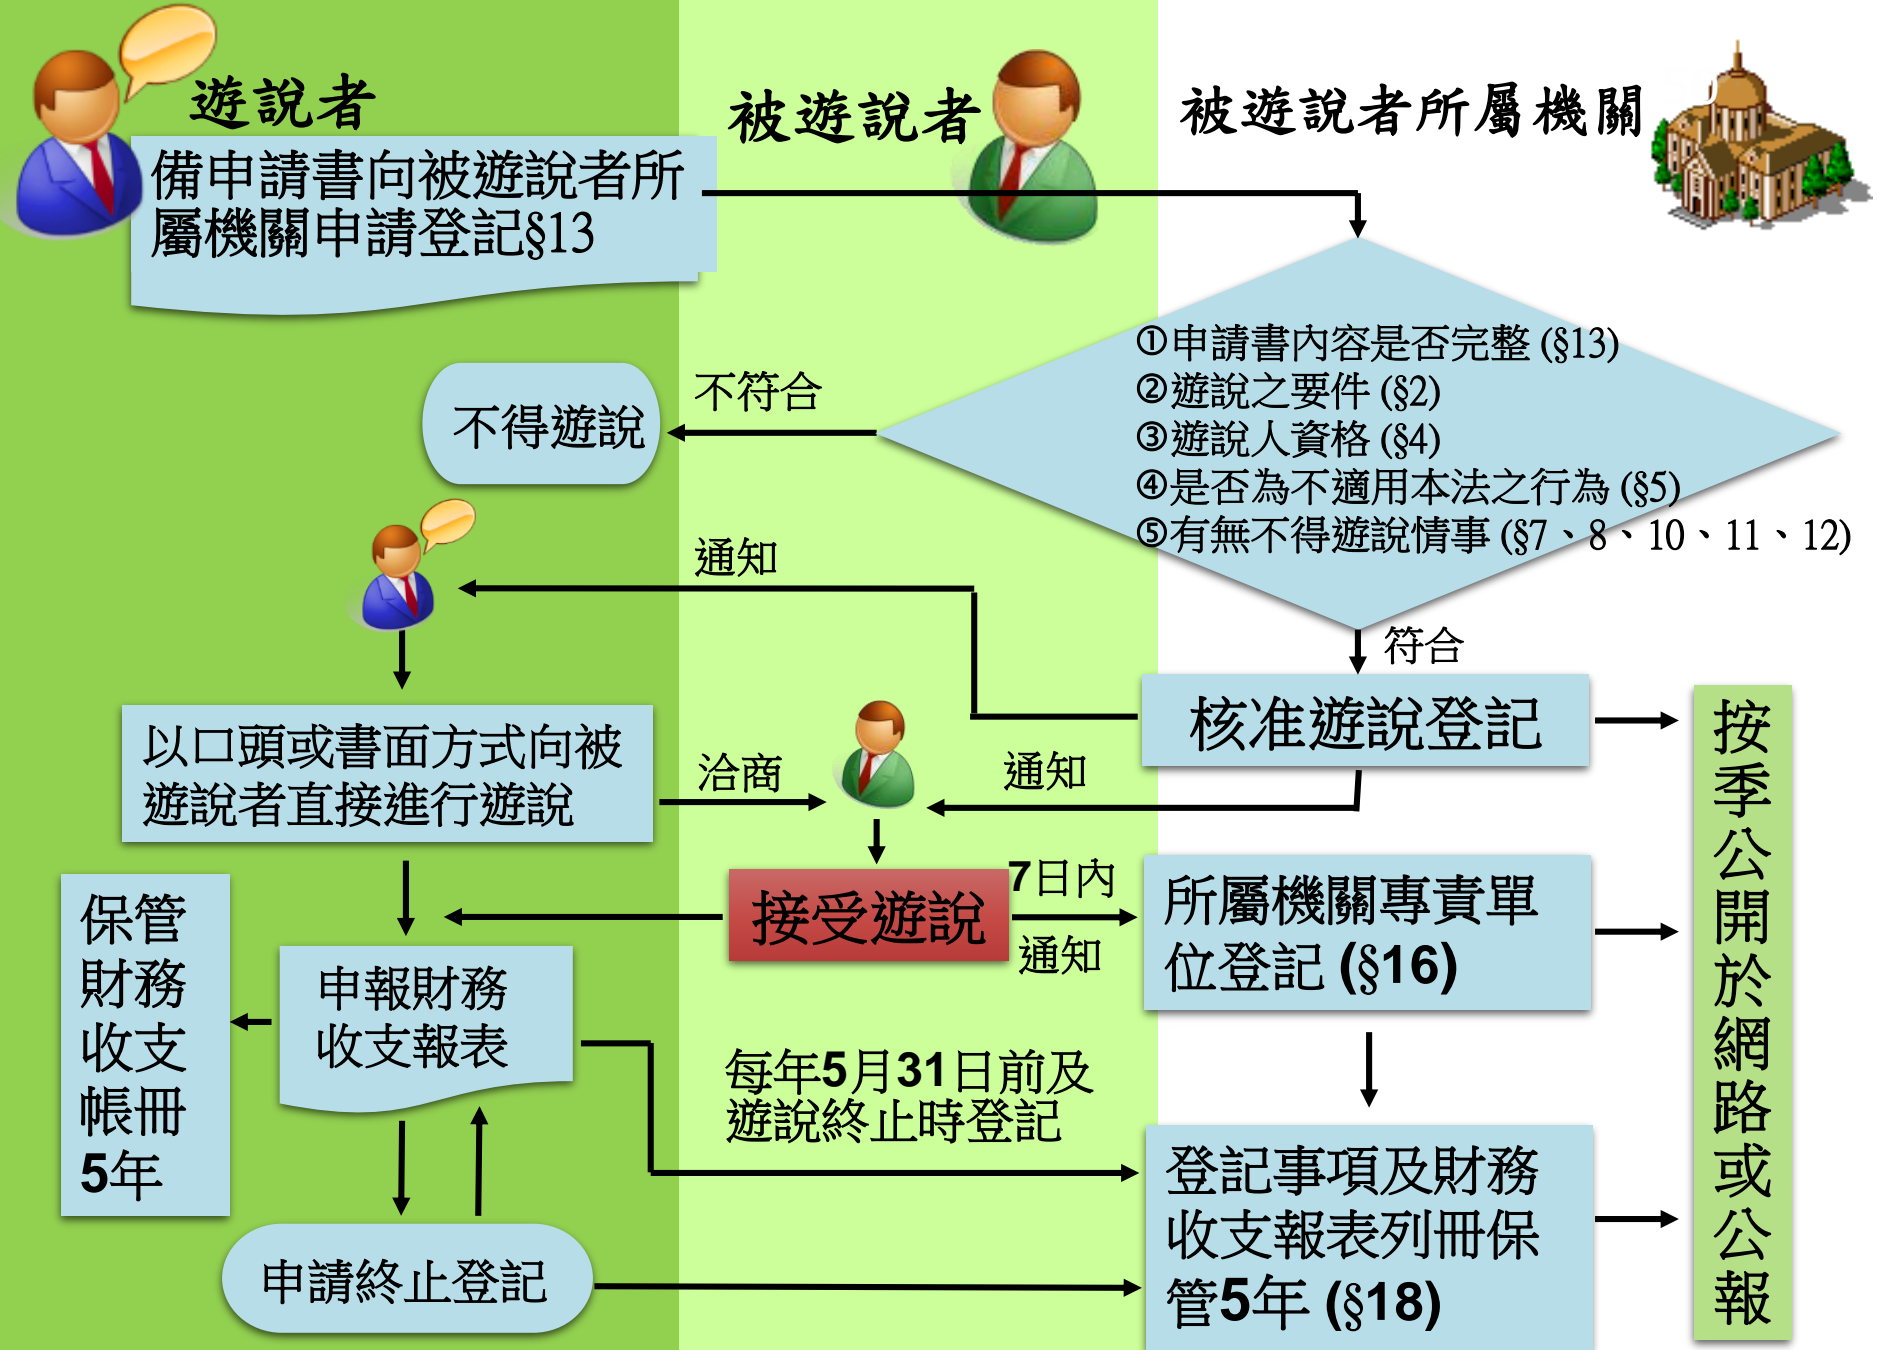 遊說者
被遊說者
被遊說者所屬機關
備申請書向被遊說者所
屬機關申請登記§13
①申請書內容是否完整 (§13)
②遊說之要件 (§2)
③遊說人資格 (§4)
④是否為不適用本法之行為 (§5)
⑤有無不得遊說情事 (§7、8、10、11、12)
不符合
不得遊說
通知
符合
核准遊說登記
以口頭或書面方式向被
遊說者直接進行遊說
洽商
通知
接受遊說
7日內
通知
所屬機關專責單
位登記 (§16)
保管
財務
收支
帳冊
5年
申報財務
收支報表
每年5月31日前及
遊說終止時登記
登記事項及財務
收支報表列冊保
管5年 (§18)
申請終止登記
按季公開於網路或公報